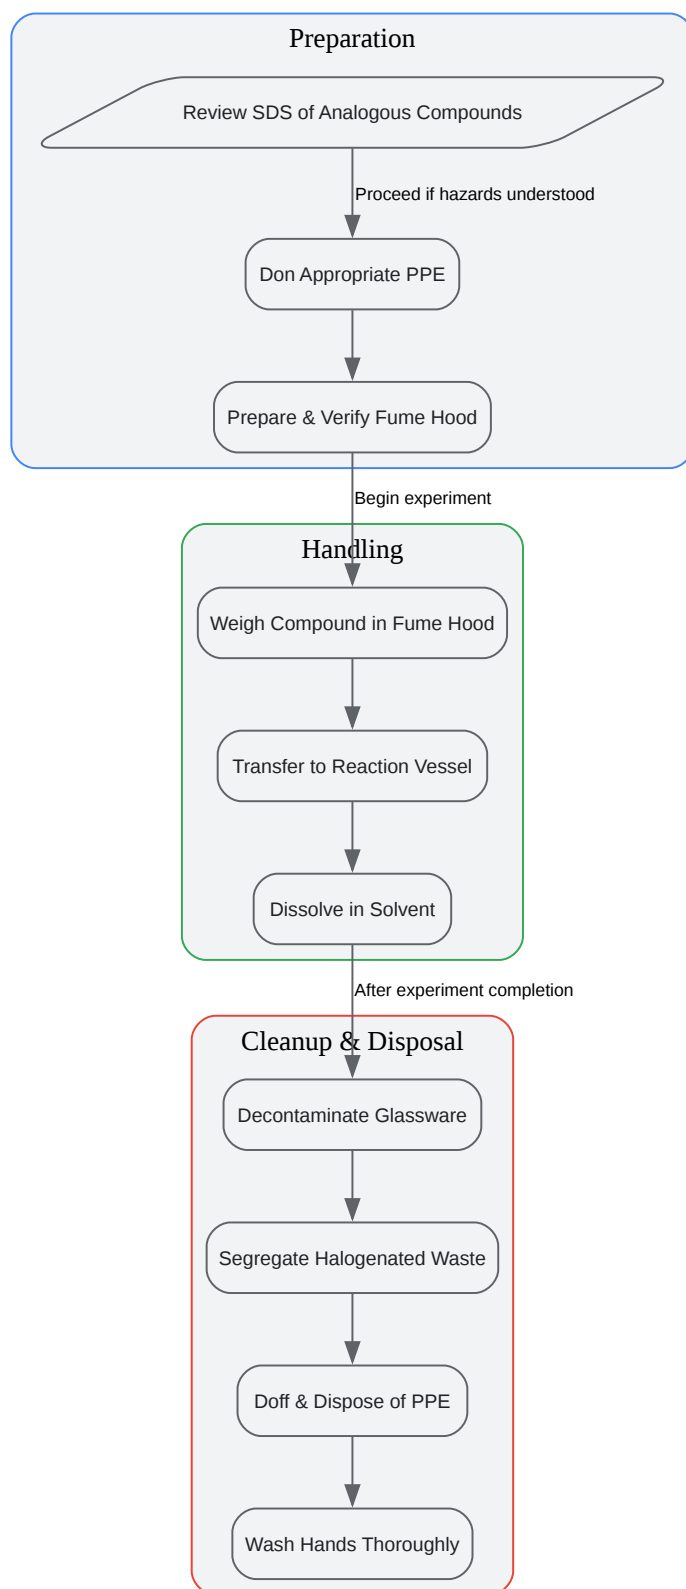 Preparation
Review SDS of Analogous Compounds
Proceed if hazards understood
Don Appropriate PPE
Prepare & Verify Fume Hood
Begin experiment
Handling
Weigh Compound in Fume Hood
Transfer to Reaction Vessel
Dissolve in Solvent
After experiment completion
Cleanup & Disposal
Decontaminate Glassware
Segregate Halogenated Waste
Doff & Dispose of PPE
Wash Hands Thoroughly